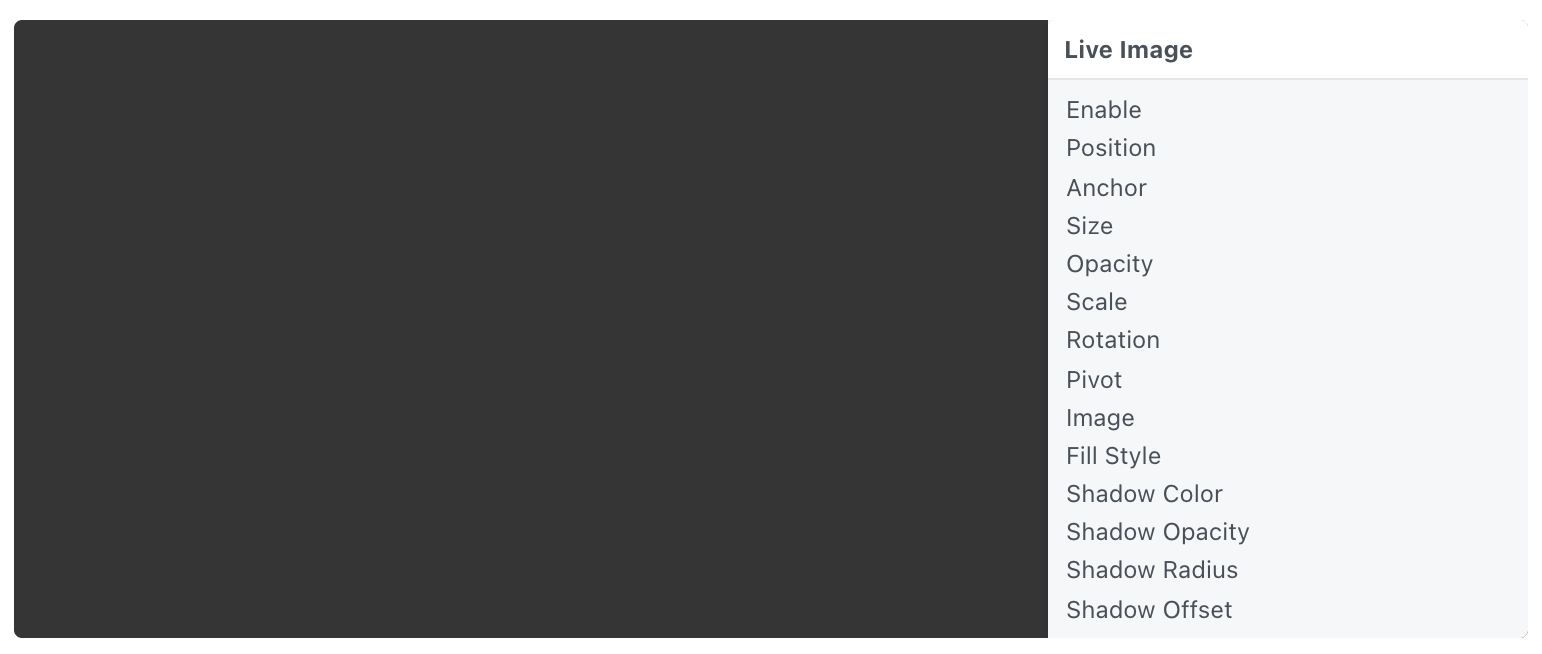 Live Image
Enable
Position
Anchor
Size
Opacity
Scale
Rotation
Pivot
Image
Fill Style
Shadow Color
Shadow Opacity
Shadow Radius
Shadow Offset